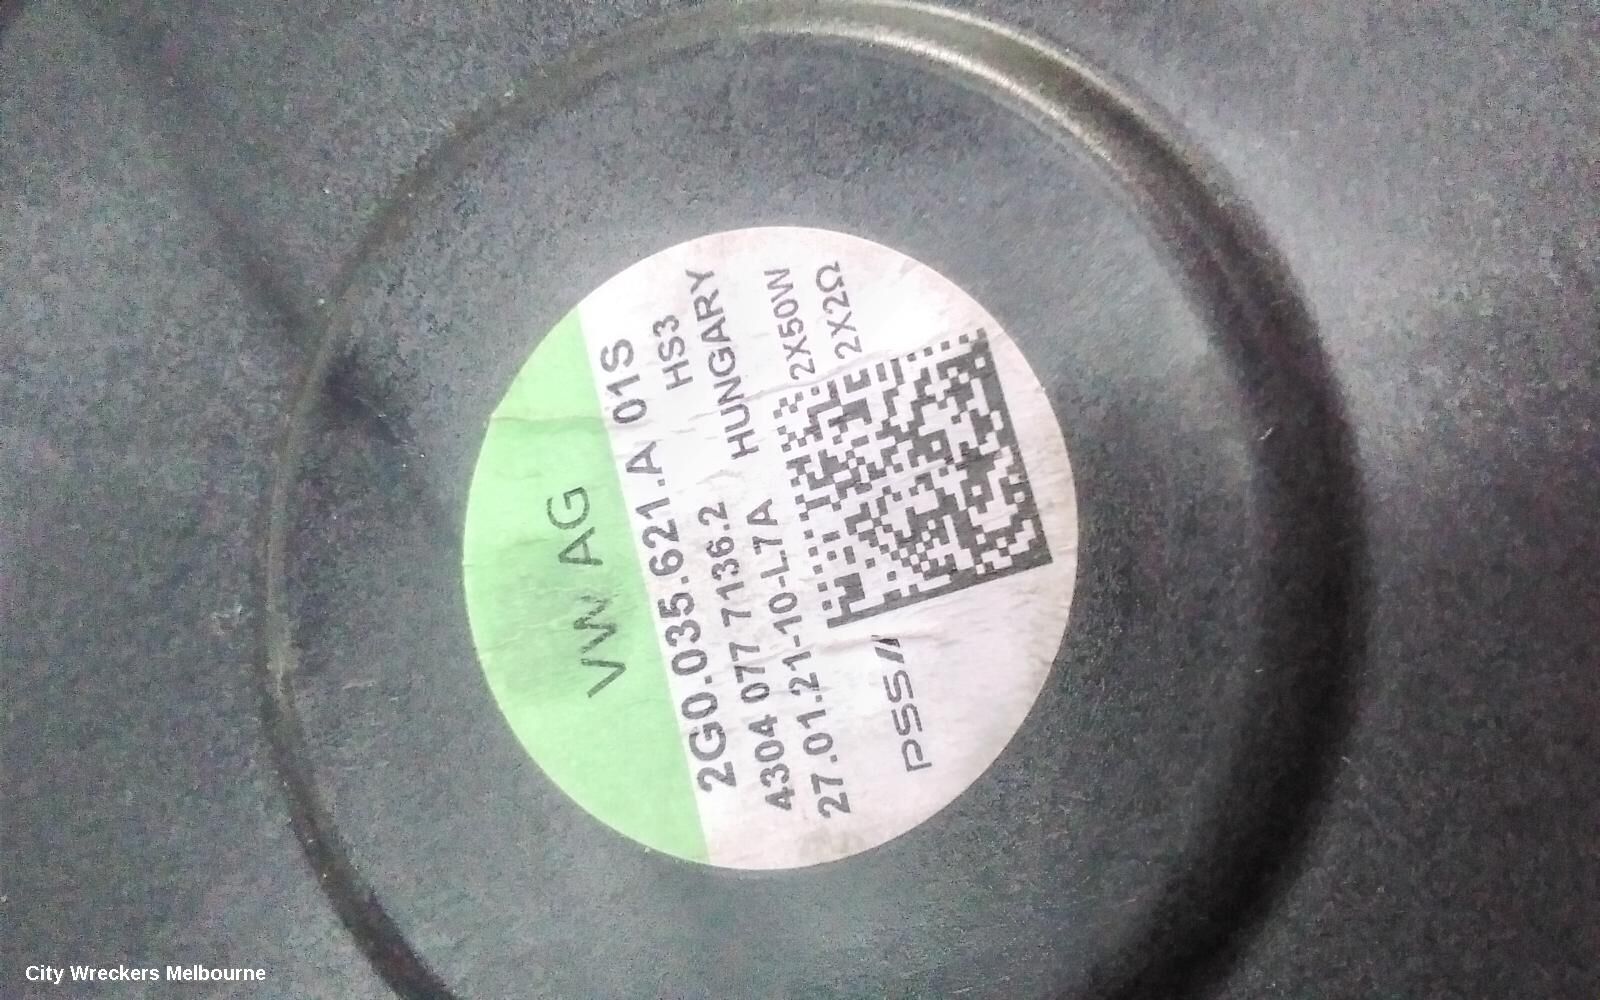 VW AG
2G0.035.621.A 01S
4304 077 7136.2 HS3
27.01.21-10-L7A HUNGARY
2X50W
2X2Ω
PSS//
City Wreckers Melbourne